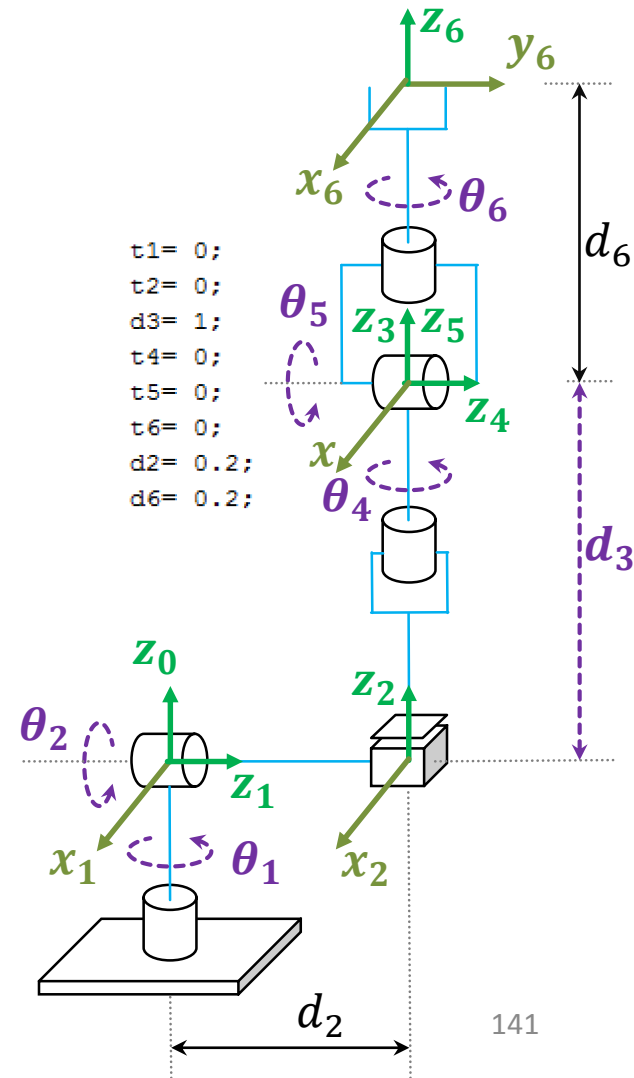 z₆
y₆
x₆
θ₆
d₆
t1= 0;
t2= 0;
d3= 1;
t4= 0;
t5= 0;
t6= 0;
d2= 0.2;
d6= 0.2;
θ₅
z₃ z₅
z₄
x
θ₄
d₃
z₀
z₂
θ₂
z₁
x₁
θ₁
x₂
d₂
141